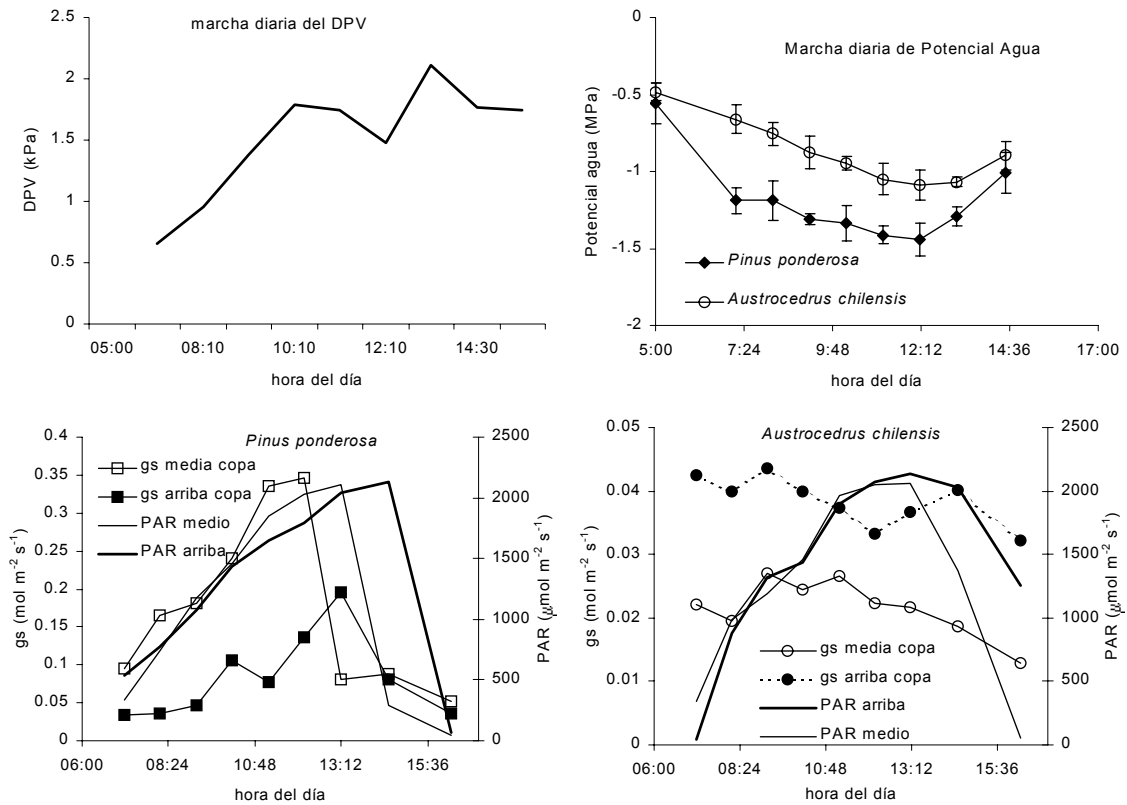 marcha diaria del DPV
2.5
2
1.5
1
0.5
0
DPV (kPa)
05:00 08:10 10:10 12:10 14:30
hora del día
Marcha diaria de Potencial Agua
0
-0.5
-1
-1.5
-2
Potencial agua (MPa)
Pinus ponderosa
Austrocedrus chilensis
5:00 7:24 9:48 12:12 14:36 17:00
hora del día
Pinus ponderosa
0.4
0.35
0.3
0.25
0.2
0.15
0.1
0.05
0
gs (mol m-2 s-1)
gs media copa
gs arriba copa
PAR medio
PAR arriba
2500
2000
1500
1000
500
0
PAR (μmol m-2 s-1)
06:00 08:24 10:48 13:12 15:36
hora del día
Austrocedrus chilensis
0.05
0.04
0.03
0.02
0.01
0
gs (mol m-2 s-1)
gs media copa
gs arriba copa
PAR arriba
PAR medio
2500
2000
1500
1000
500
0
PAR (μmol m-2 s-1)
06:00 08:24 10:48 13:12 15:36
hora del día